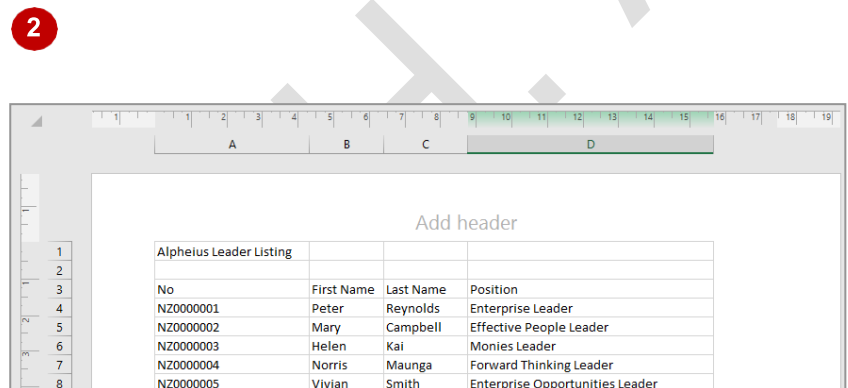 2
1 1 2 3 4 5 6 7 8 9 10 11 12 13 14 15 16 17 18 19
A B C D
Add header
1 Alpheius Leader Listing
2
3 No First Name Last Name Position
4 NZ0000001 Peter Reynolds Enterprise Leader
5 NZ0000002 Mary Campbell Effective People Leader
6 NZ0000003 Helen Kai Monies Leader
7 NZ0000004 Norris Maunga Forward Thinking Leader
8 NZ0000005 Vivian Smith Enterprise Opportunities Leader